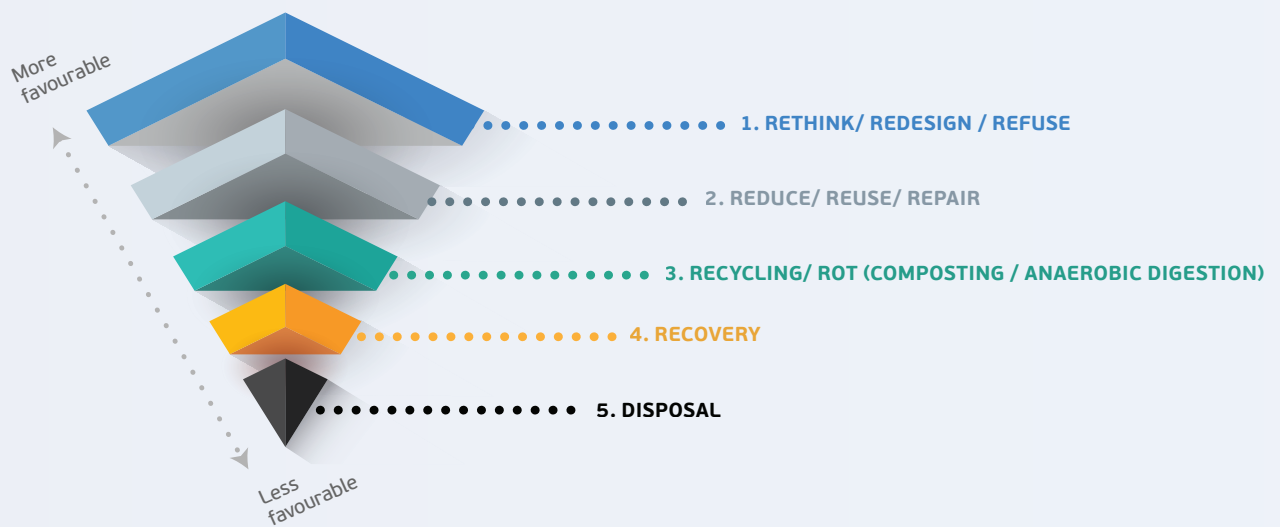 More
favourable
1. RETHINK/ REDESIGN / REFUSE
2. REDUCE/ REUSE/ REPAIR
3. RECYCLING/ ROT (COMPOSTING / ANAEROBIC DIGESTION)
4. RECOVERY
5. DISPOSAL
Less
favourable